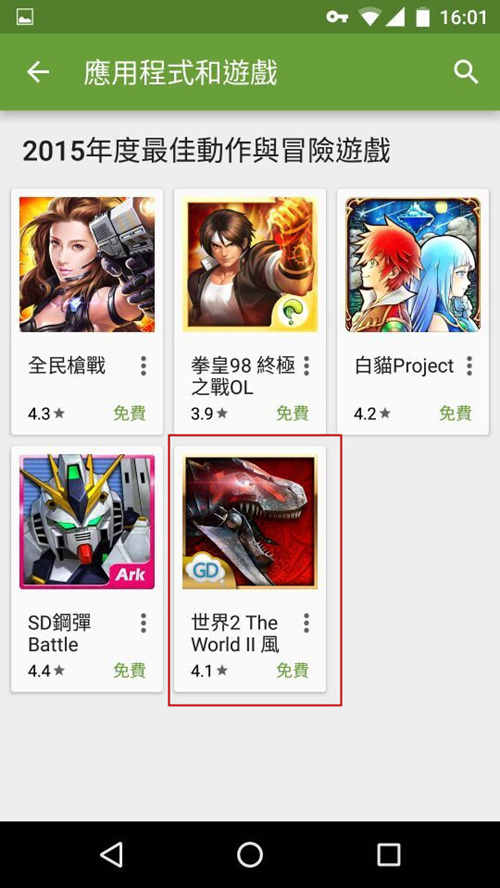 16:01
應用程式和遊戲
2015年度最佳動作與冒險遊戲
全民槍戰
4.3★ 免費
拳皇98 終極
之戰OL
3.9★ 免費
白貓Project
4.2★ 免費
Ark
SD鋼彈
Battle
4.4★ 免費
GD
世界2 The
World II 風
4.1★ 免費